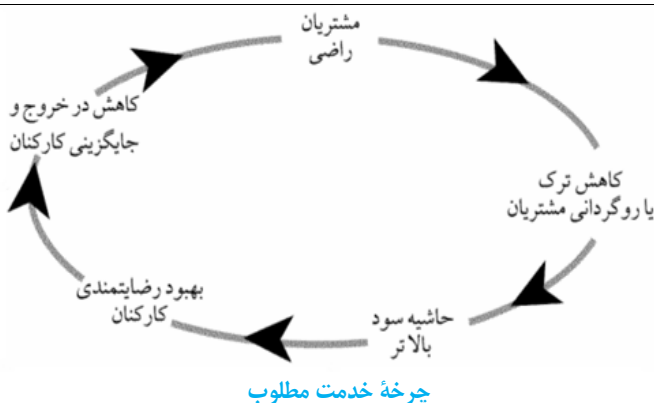 مشتریان
راضی
کاهش ترک
یا روگردانی مشتریان
حاشیه سود
بالاتر
بهبود رضایتمندی
کارکنان
کاهش در خروج و
جایگزینی کارکنان
چرخهٔ خدمت مطلوب